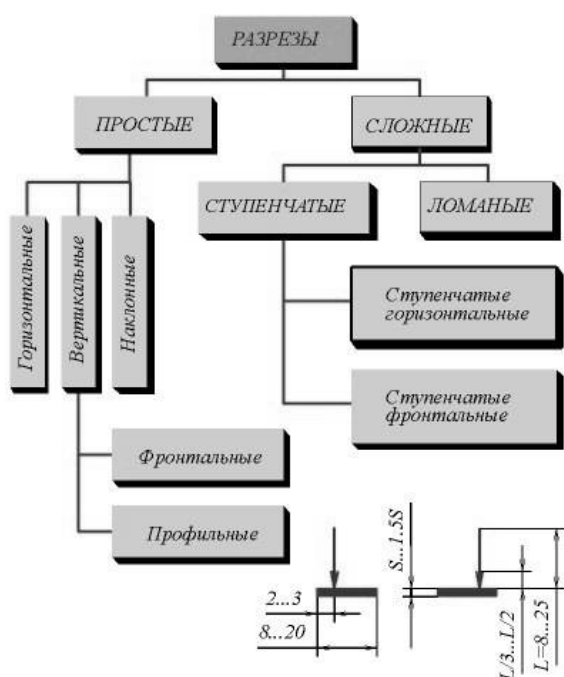 РАЗРЕЗЫ
ПРОСТЫЕ
СЛОЖНЫЕ
СТУПЕНЧАТЫЕ
ЛОМАНЫЕ
Горизонтальные
Вертикальные
Наклонные
Ступенчатые
горизонтальные
Ступенчатые
фронтальные
Фронтальные
Профильные
2...3
8...20
S...1.5S
L/3...L/2
L=8...25